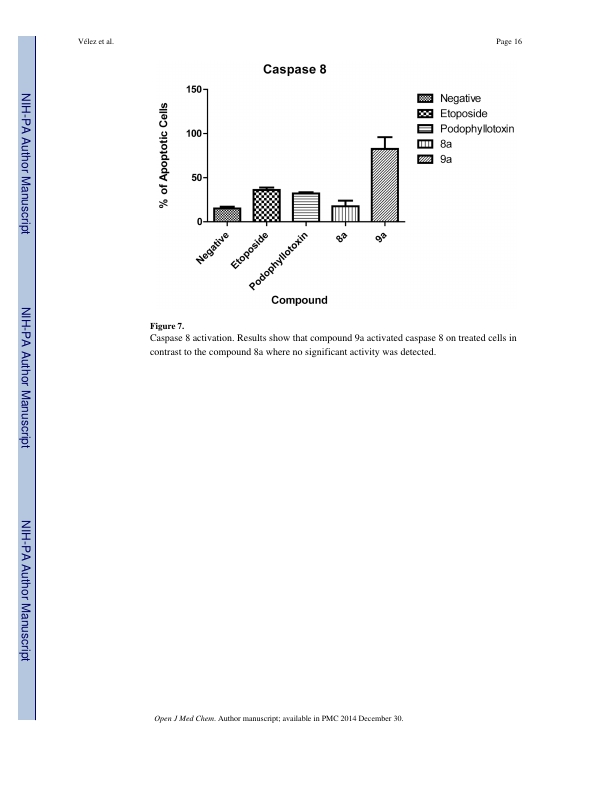 Vélez et al.
Page 16
NIH-PA Author Manuscript
NIH-PA Author Manuscript
NIH-PA Author Manuscript
Caspase 8
% of Apoptotic Cells
150
100
50
0
Negative
Etoposide
Podophyllotoxin
8a
9a
Compound
Negative
Etoposide
Podophyllotoxin
8a
9a
Figure 7.
Caspase 8 activation. Results show that compound 9a activated caspase 8 on treated cells in
contrast to the compound 8a where no significant activity was detected.
Open J Med Chem. Author manuscript; available in PMC 2014 December 30.